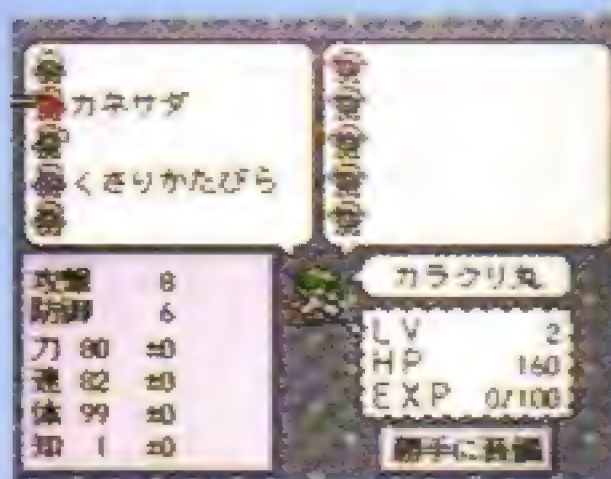 カネサダ
くさりかたびら
攻撃 8
防御 6
力 80 ±0
速 82 ±0
体 99 ±0
知 1 ±0
カラクリ丸
LV 2
HP 160
EXP 0/100
勝手に装備